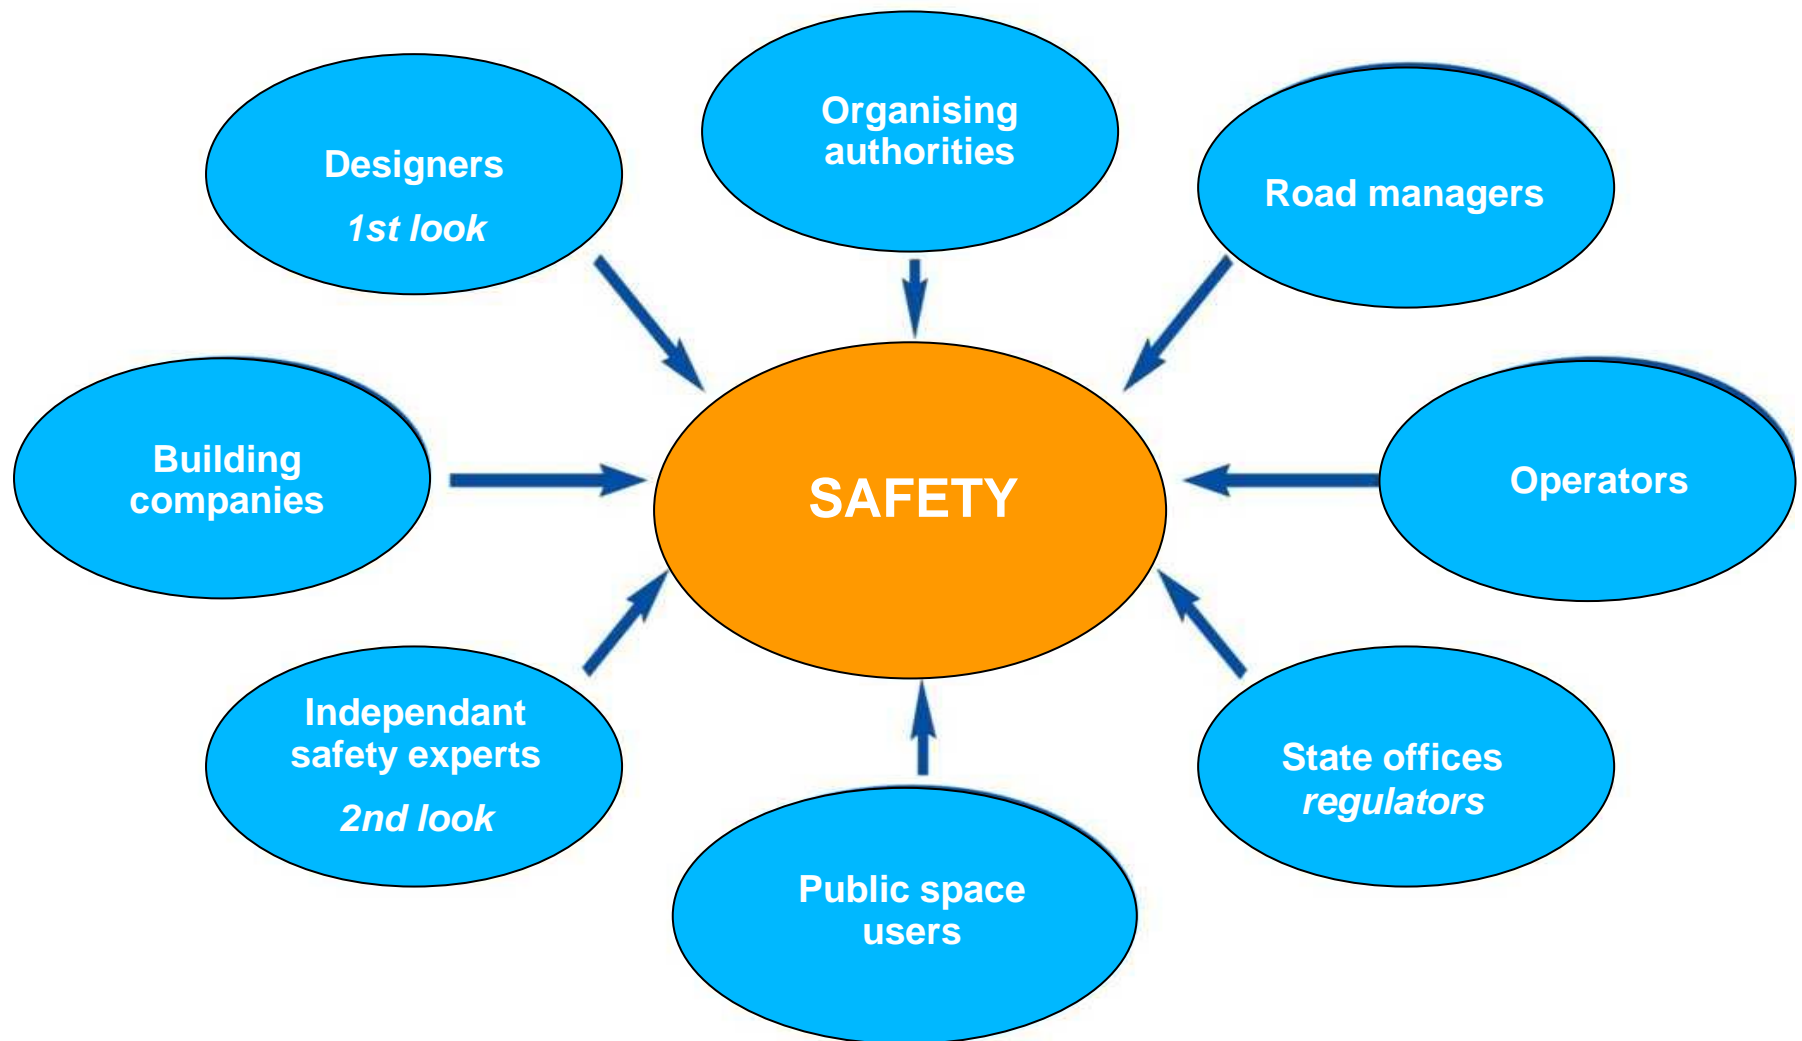 Organising
authorities
Designers
1st look
Road managers
Building
companies
SAFETY
Operators
Independant
safety experts
2nd look
State offices
regulators
Public space
users